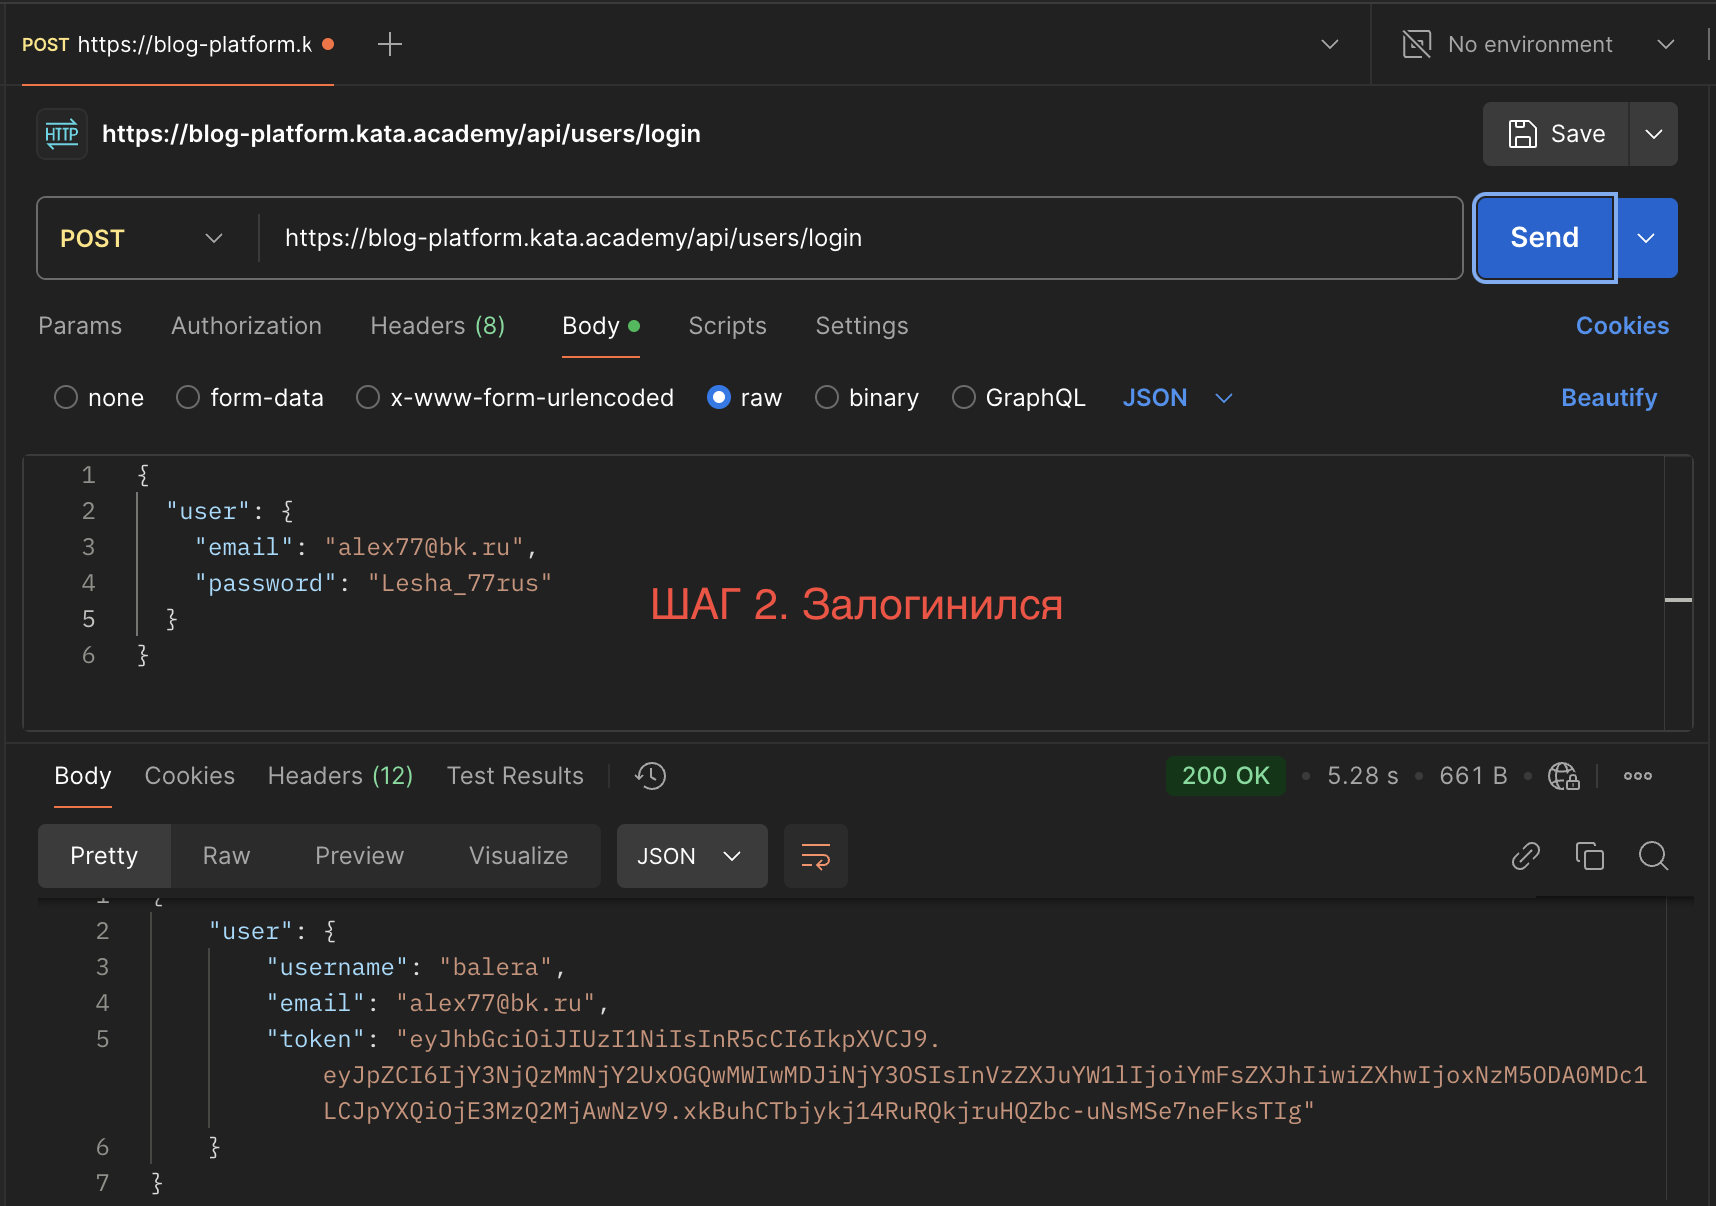 POST https://blog-platform.k
No environment
HTTP https://blog-platform.kata.academy/api/users/login
Save
POST https://blog-platform.kata.academy/api/users/login
Send
Params Authorization Headers (8) Body Scripts Settings Cookies
none form-data x-www-form-urlencoded raw binary GraphQL JSON Beautify
1 {
2 "user": {
3 "email": "alex77@bk.ru",
4 "password": "Lesha_77rus"
5 }
6 }
ШАГ 2. Залогинился
Body Cookies Headers (12) Test Results 200 OK • 5.28 s • 661 B •
Pretty Raw Preview Visualize JSON
1 {
2 "user": {
3 "username": "balera",
4 "email": "alex77@bk.ru",
5 "token": "eyJhbGciOiJIUzI1NiIsInR5cCI6IkpXVCJ9.
eyJpZCI6IjY3NjQzMmNjY2UxOGQwMWIwMDJiNjY3OSIsInVzZXJuYW1lIjoiYmFsZXJhIiwiZXhwIjoxNzM5ODA0MDc1
LCJpYXQiOjE3MzQ2MjAwNzV9.xkBuhCTbjykj14RuRQkjruHQZbc-uNsMSe7neFksTIg"
6 }
7 }